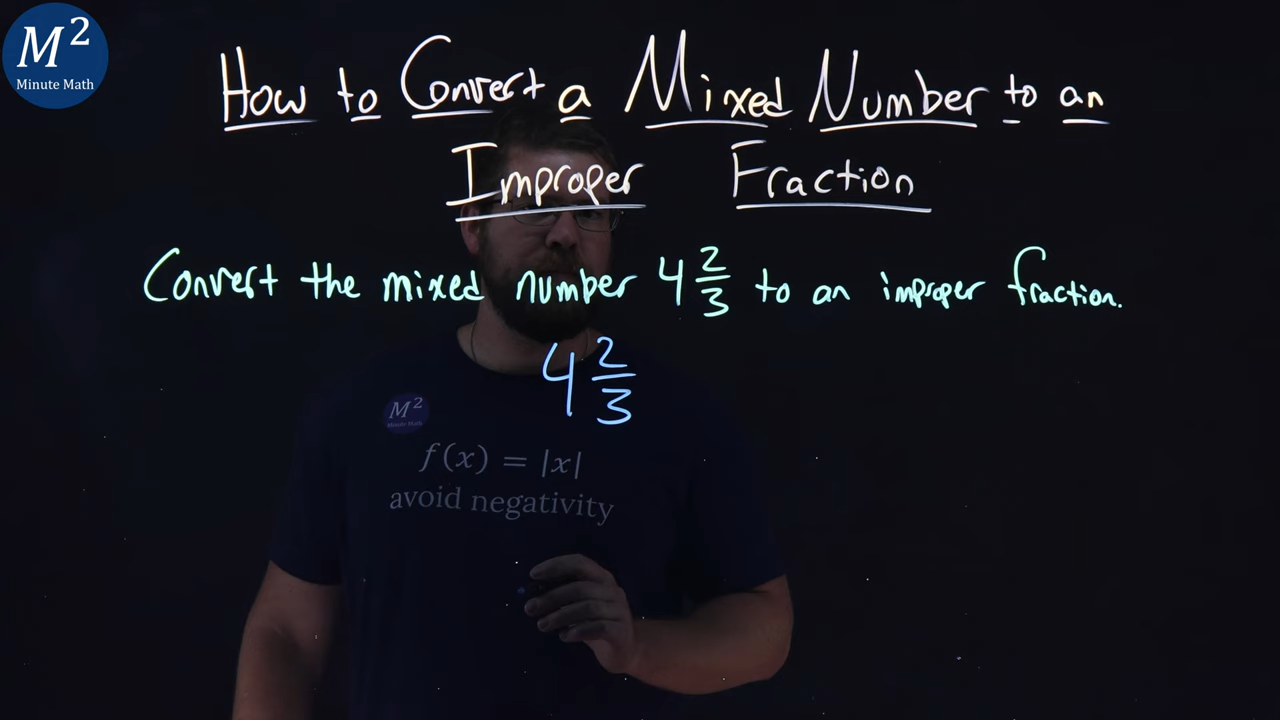 M²
Minute Math
How to Convert a Mixed Number to an
Improper Fraction
Convert the mixed number 4 2/3 to an improper fraction.
4 2/3
M²
Minute Math
f(x) = |x|
avoid negativity